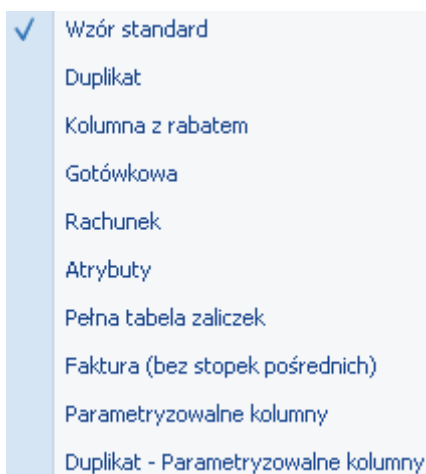 Wzór standard
Duplikat
Kolumna z rabatem
Gotówkowa
Rachunek
Atrybuty
Pełna tabela zaliczek
Faktura (bez stopek pośrednich)
Parametryzowalne kolumny
Duplikat - Parametryzowalne kolumny